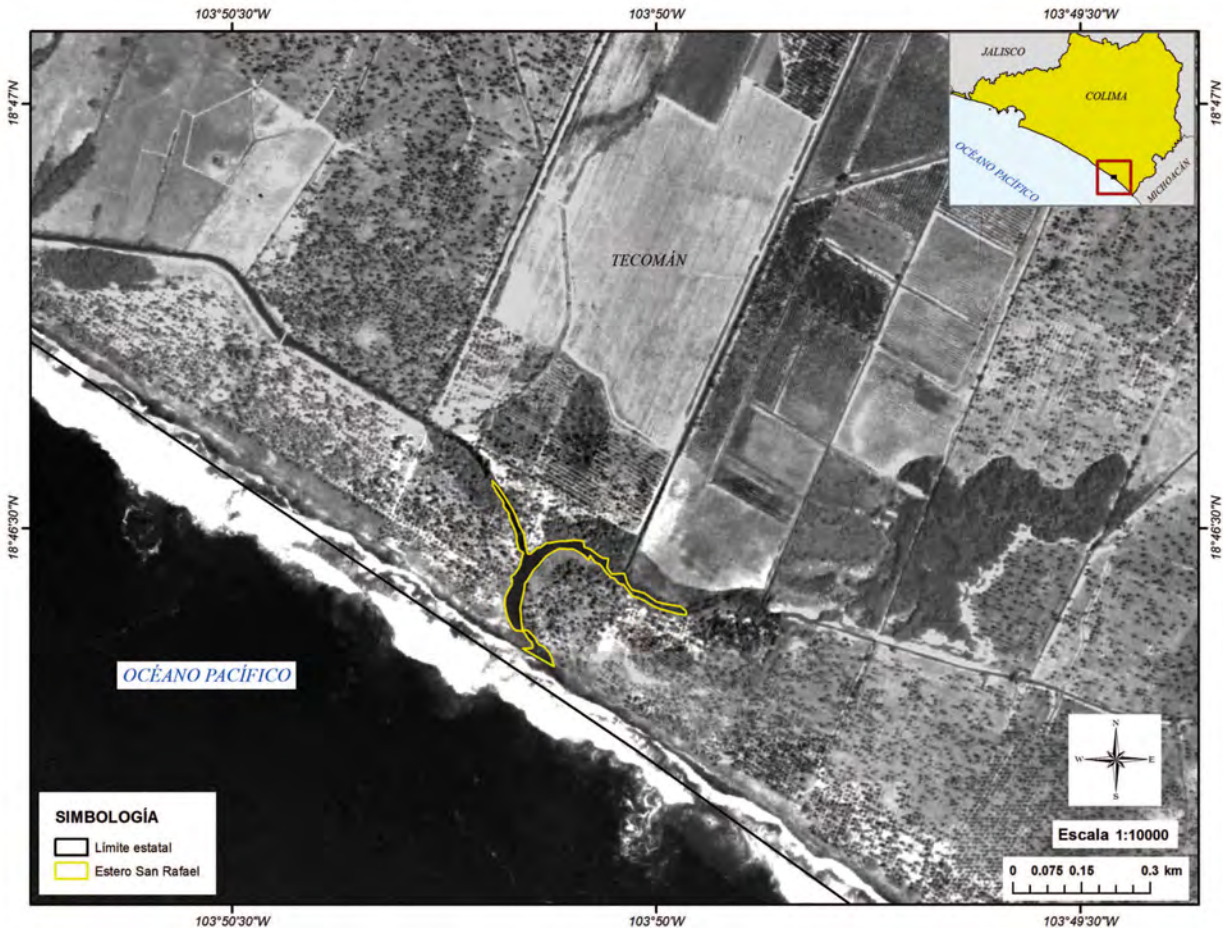 103°50'30"W
103°50'W
103°49'30"W
18°47'N
18°47'N
JALISCO
COLIMA
OCÉANO PACÍFICO
MICHOACÁN
TECOMÁN
18°46'30"N
18°46'30"N
OCÉANO PACÍFICO
N
W
E
S
SIMBOLOGÍA
Límite estatal
Estero San Rafael
Escala 1:10000
0 0.075 0.15 0.3 km
103°50'30"W
103°50'W
103°49'30"W